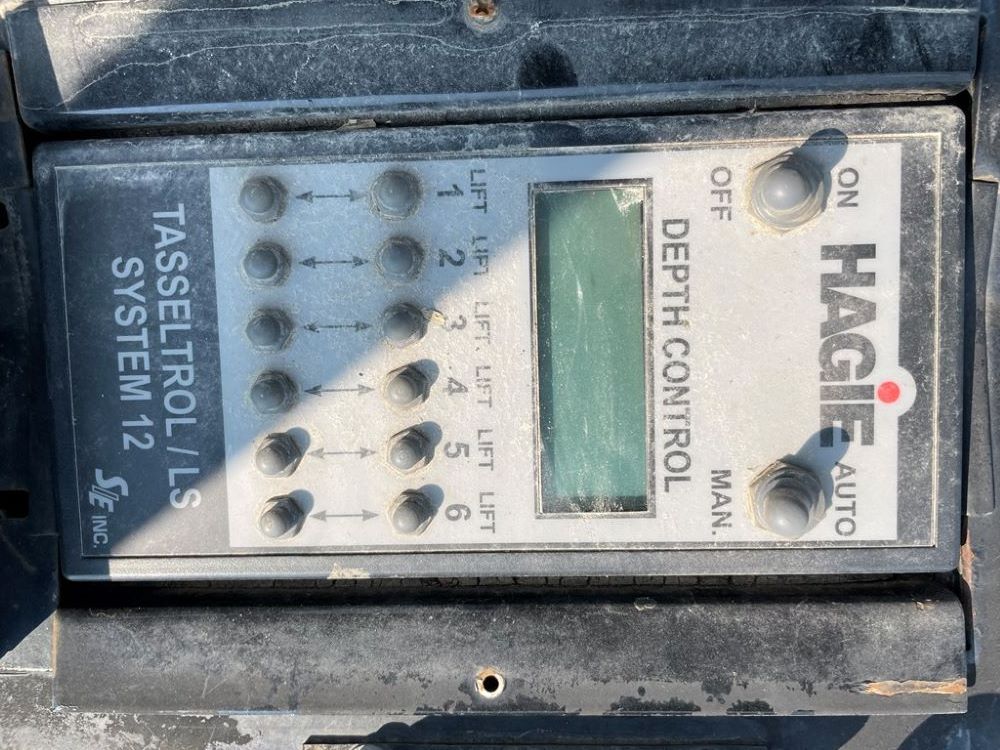 ON HAGIE AUTO
OFF MAN.
DEPTH CONTROL
LIFT LIFT LIFT. LIFT LIFT LIFT
1 2 3 4 5 6
TASSELTROL / LS
SYSTEM 12
S/E INC.